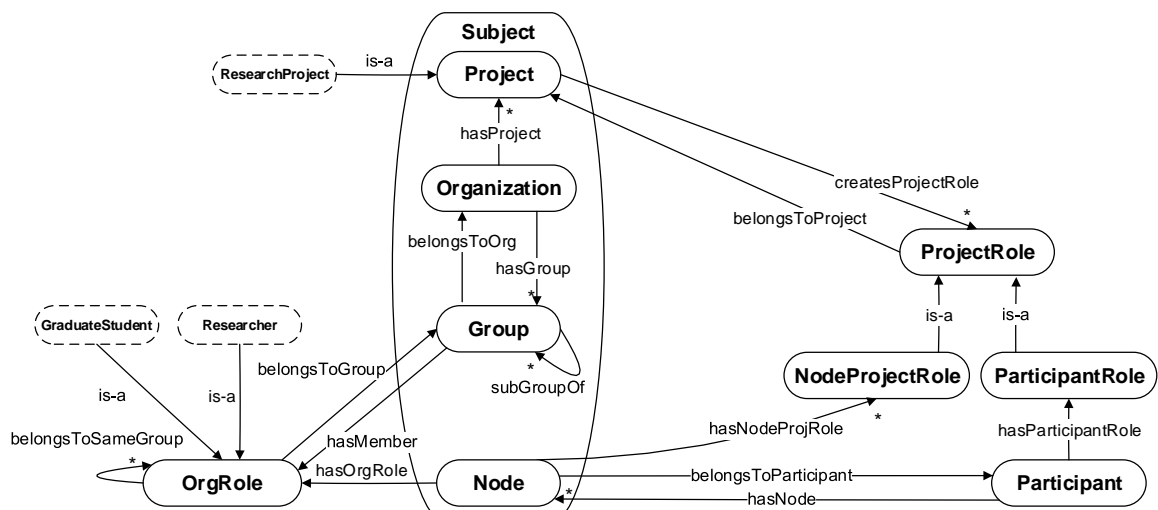 Subject
is-a
ResearchProject
Project
*
hasProject
createsProjectRole
Organization
*
belongsToProject
belongsToOrg
ProjectRole
hasGroup
*
GraduateStudent
Researcher
Group
is-a
is-a
*
belongsToGroup
subGroupOf
NodeProjectRole
ParticipantRole
is-a
is-a
*
hasNodeProjRole
hasParticipantRole
belongsToSameGroup
hasMember
*
hasOrgRole
belongsToParticipant
OrgRole
Node
*
hasNode
Participant